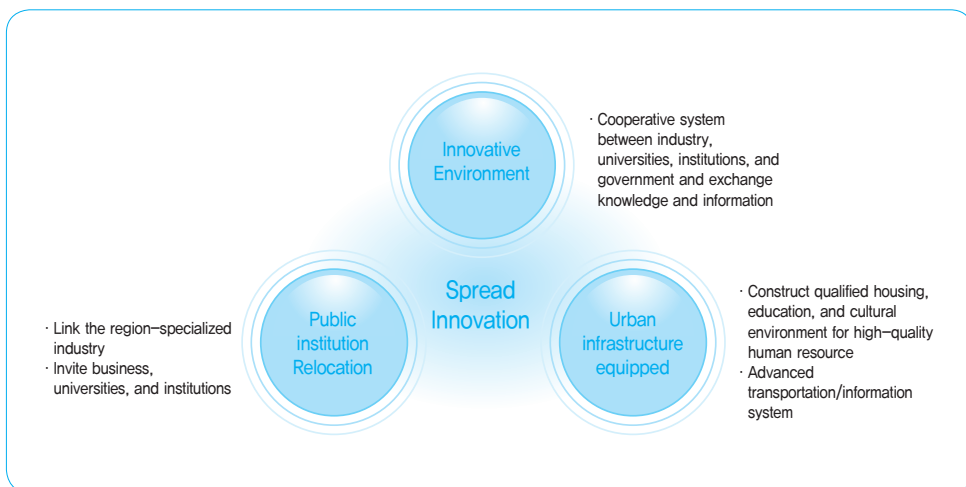 Innovative
Environment
· Cooperative system
between industry,
universities, institutions, and
government and exchange
knowledge and information
Spread
Innovation
Public
institution
Relocation
· Link the region-specialized
industry
· Invite business,
universities, and institutions
Urban
infrastructure
equipped
· Construct qualified housing,
education, and cultural
environment for high-quality
human resource
· Advanced
transportation/information
system